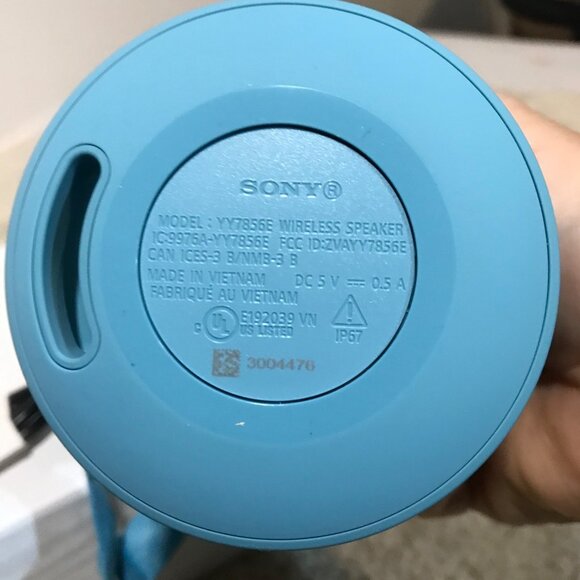 SONY®
MODEL : YY7856E WIRELESS SPEAKER
IC:9976A-YY7856E FCC ID:ZVAYY7856E
CAN ICES-3 B/NMB-3 B
MADE IN VIETNAM DC 5 V ⎓ 0.5 A
FABRIQUÉ AU VIETNAM
C UL US LISTED E192039 VN
IP67
3004476